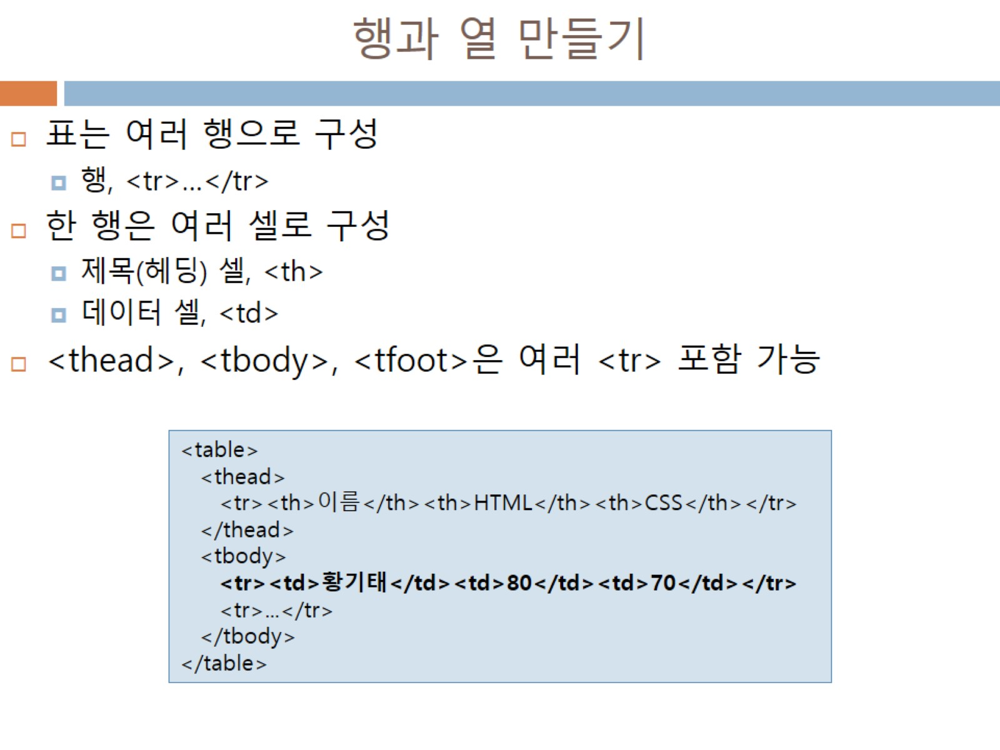 행과 열 만들기
표는 여러 행으로 구성
행, <tr>...</tr>
한 행은 여러 셀로 구성
제목(헤딩) 셀, <th>
데이터 셀, <td>
<thead>, <tbody>, <tfoot>은 여러 <tr> 포함 가능
<table>
<thead>
<tr><th>이름</th><th>HTML</th><th>CSS</th></tr>
</thead>
<tbody>
<tr><td>황기태</td><td>80</td><td>70</td></tr>
<tr>...</tr>
</tbody>
</table>